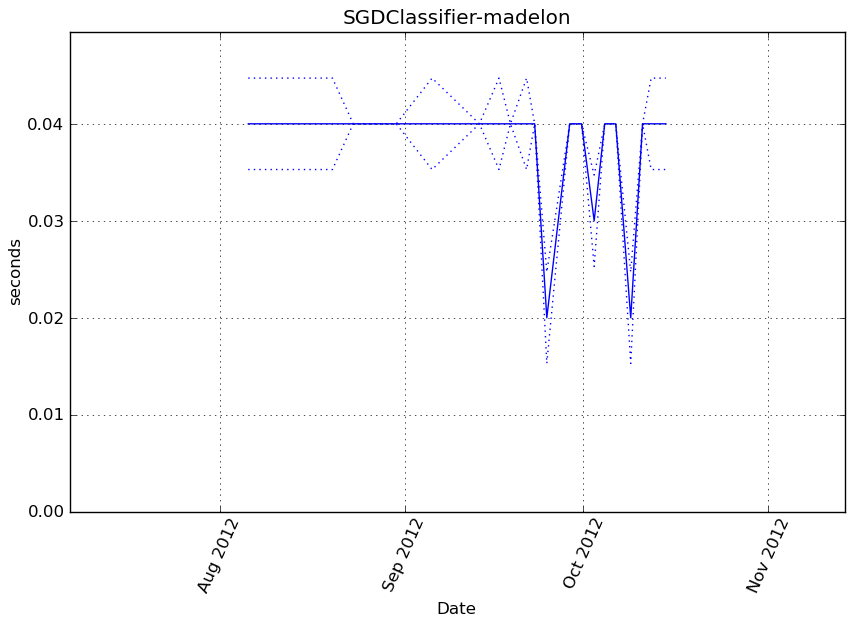 SGDClassifier-madelon
0.04
0.03
0.02
0.01
0.00
seconds
Aug 2012
Sep 2012
Oct 2012
Nov 2012
Date